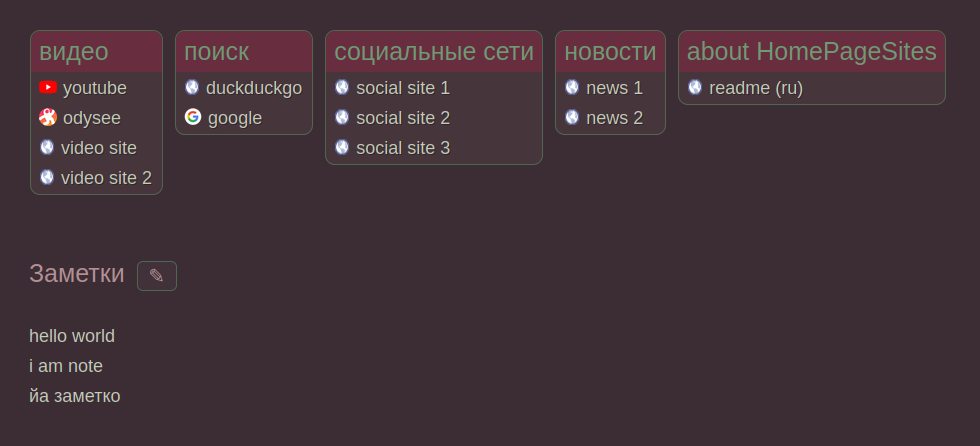 видео
youtube
odysee
video site
video site 2
поиск
duckduckgo
google
социальные сети
social site 1
social site 2
social site 3
новости
news 1
news 2
about HomePageSites
readme (ru)
Заметки ✎
hello world
i am note
йа заметко